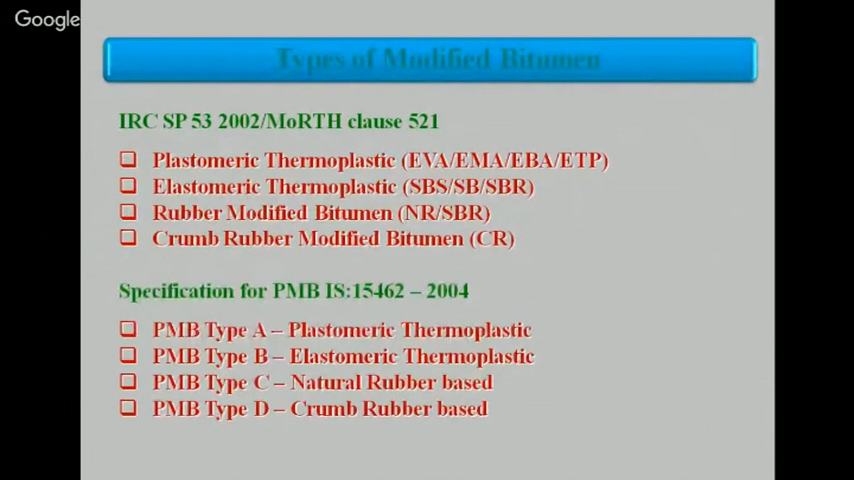 Google
Types of Modified Bitumen
IRC SP 53 2002/MoRTH clause 521
Plastomeric Thermoplastic (EVA/EMA/EBA/ETP)
Elastomeric Thermoplastic (SBS/SB/SBR)
Rubber Modified Bitumen (NR/SBR)
Crumb Rubber Modified Bitumen (CR)
Specification for PMB IS:15462 – 2004
PMB Type A – Plastomeric Thermoplastic
PMB Type B – Elastomeric Thermoplastic
PMB Type C – Natural Rubber based
PMB Type D – Crumb Rubber based